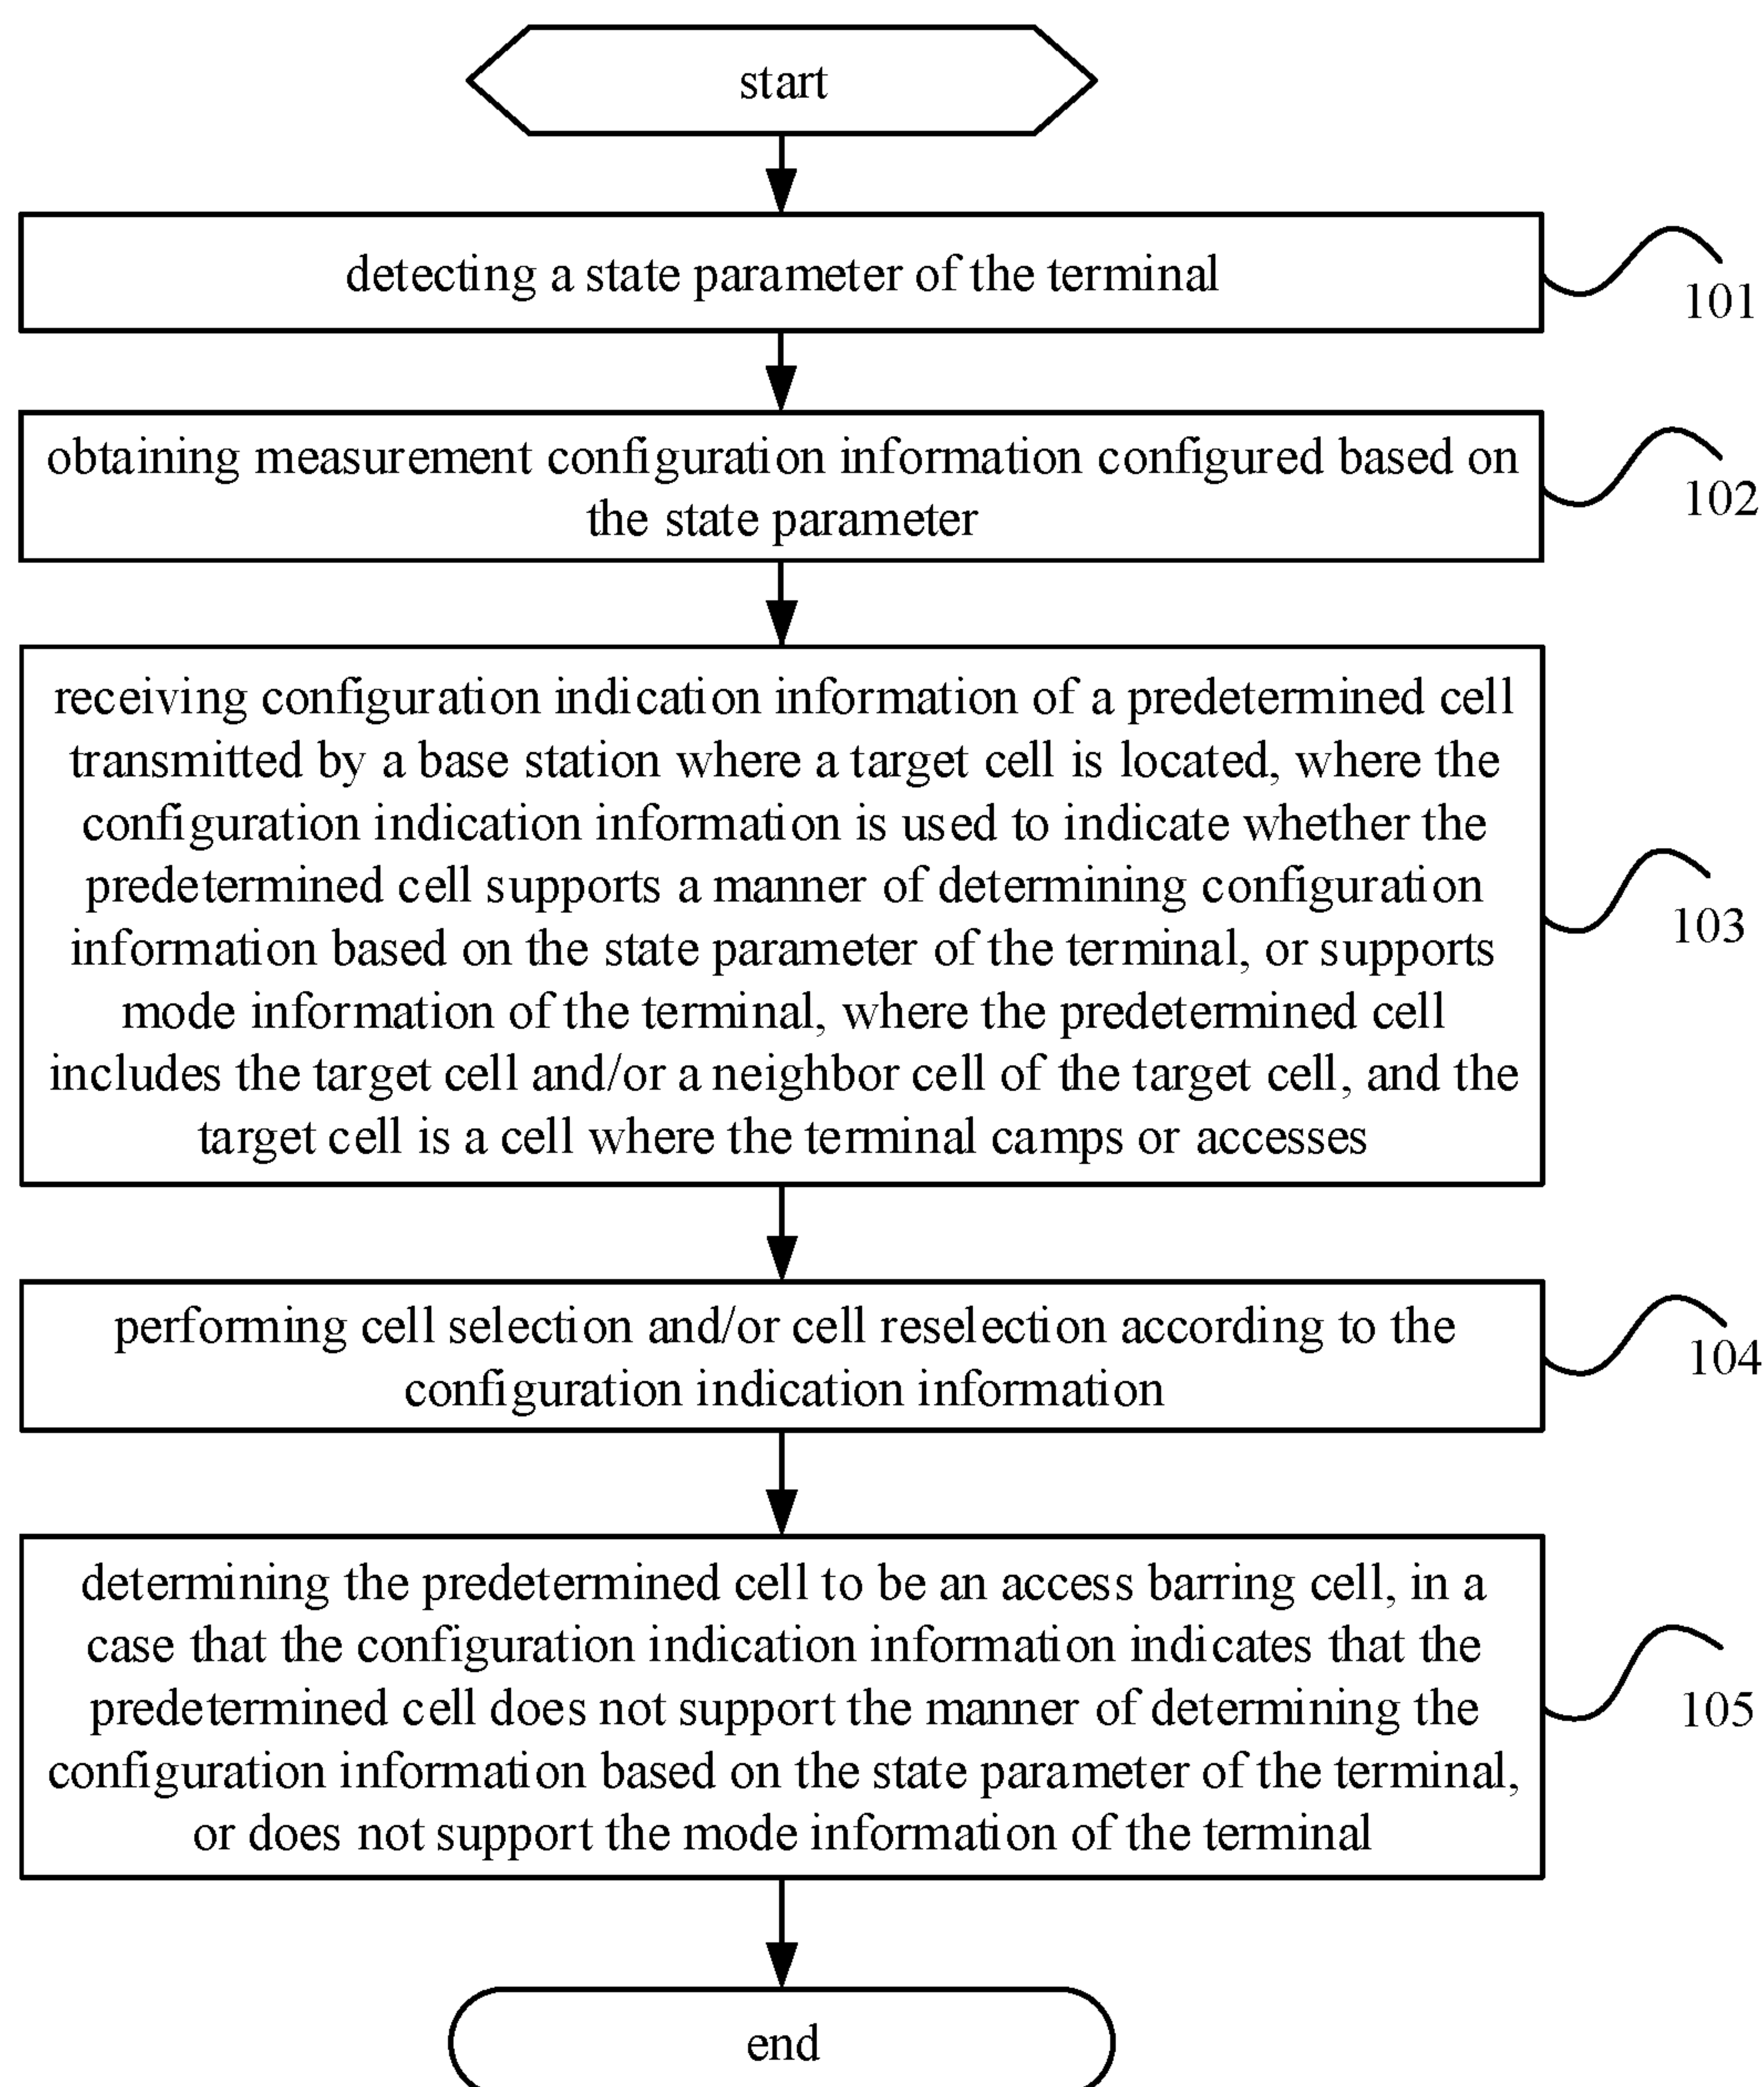 start
detecting a state parameter of the terminal
101
obtaining measurement configuration information configured based on
the state parameter
102
receiving configuration indication information of a predetermined cell
transmitted by a base station where a target cell is located, where the
configuration indication information is used to indicate whether the
predetermined cell supports a manner of determining configuration
information based on the state parameter of the terminal, or supports
mode information of the terminal, where the predetermined cell
includes the target cell and/or a neighbor cell of the target cell, and the
target cell is a cell where the terminal camps or accesses
103
performing cell selection and/or cell reselection according to the
configuration indication information
104
determining the predetermined cell to be an access barring cell, in a
case that the configuration indication information indicates that the
predetermined cell does not support the manner of determining the
configuration information based on the state parameter of the terminal,
or does not support the mode information of the terminal
105
end